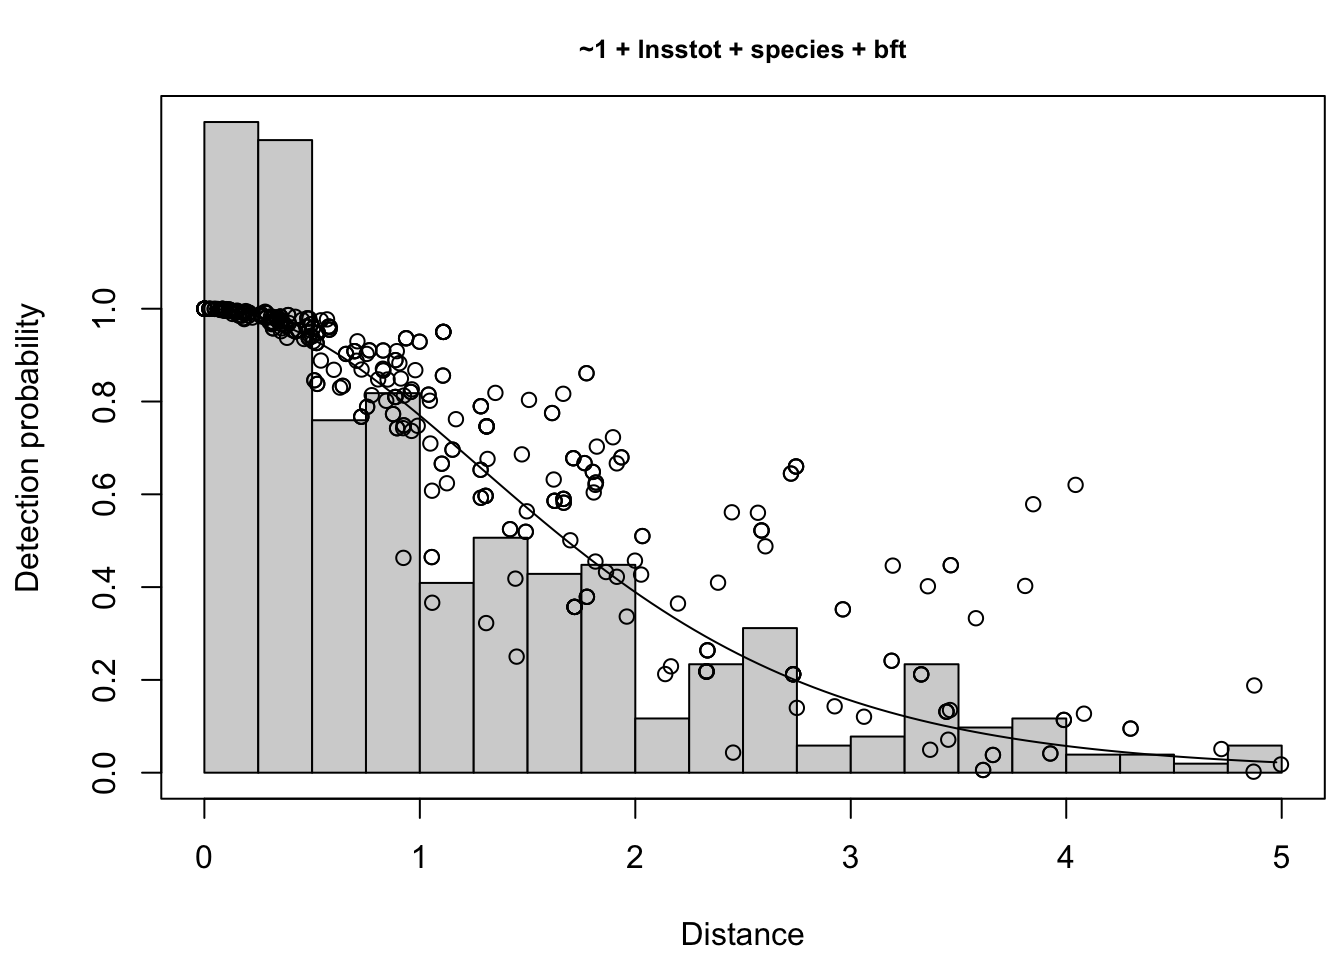 ~1 + lnsstot + species + bft
Detection probability
1.0
0.8
0.6
0.4
0.2
0.0
0 1 2 3 4 5
Distance